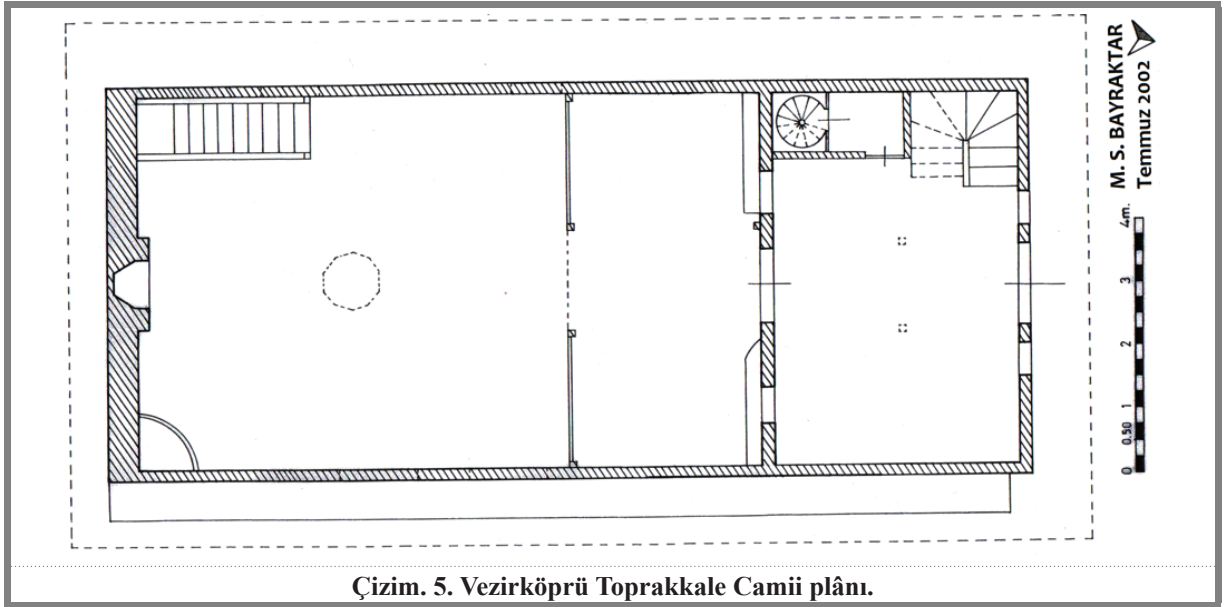 M. S. BAYRAKTAR
Temmuz 2002
0 0.50 1 2 3 4m.
Çizim. 5. Vezirköprü Toprakkale Camii plânı.